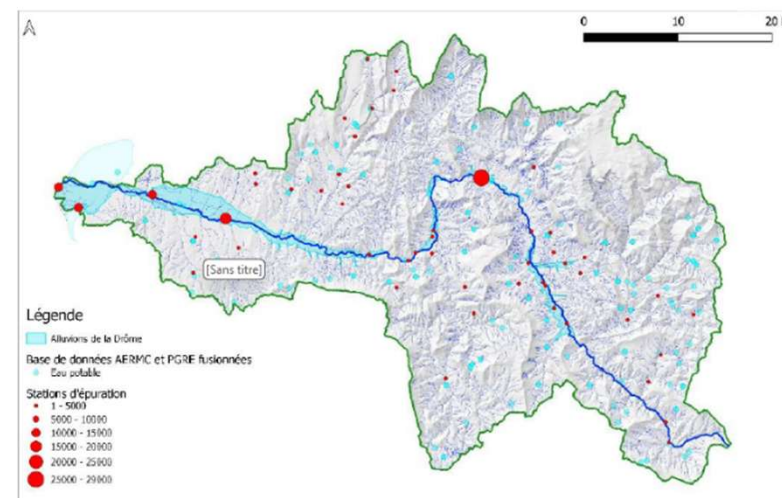 0 10 20
[Sans titre]
Légende
Alluvions de la Drôme
Base de données AERMC et PGRE fusionnées
Eau potable
Stations d'épuration
1 - 5000
5000 - 10000
10000 - 15000
15000 - 20000
20000 - 25000
25000 - 29000